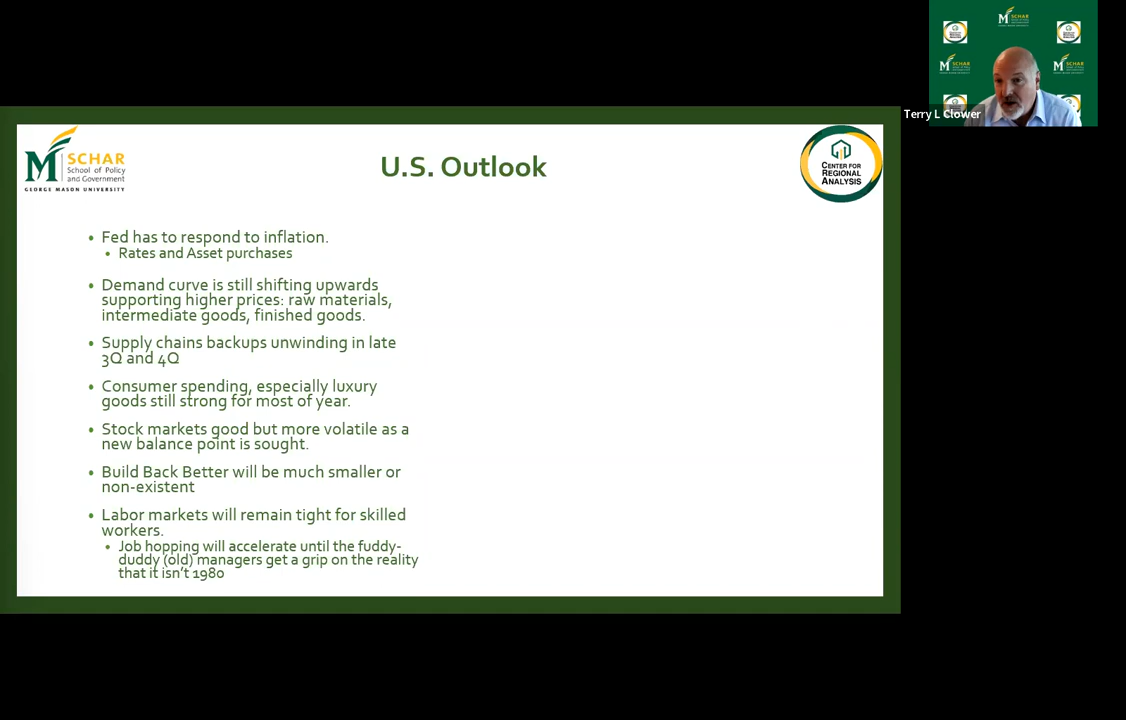 SCHAR
School of Policy
and Government
GEORGE MASON UNIVERSITY
U.S. Outlook
CENTER FOR
REGIONAL
ANALYSIS
• Fed has to respond to inflation.
• Rates and Asset purchases
• Demand curve is still shifting upwards
supporting higher prices: raw materials,
intermediate goods, finished goods.
• Supply chains backups unwinding in late
3Q and 4Q
• Consumer spending, especially luxury
goods still strong for most of year.
• Stock markets good but more volatile as a
new balance point is sought.
• Build Back Better will be much smaller or
non-existent
• Labor markets will remain tight for skilled
workers.
• Job hopping will accelerate until the fuddy-
duddy (old) managers get a grip on the reality
that it isn't 1980
SCHAR
SCHAR
SCHAR
Terry L Clower